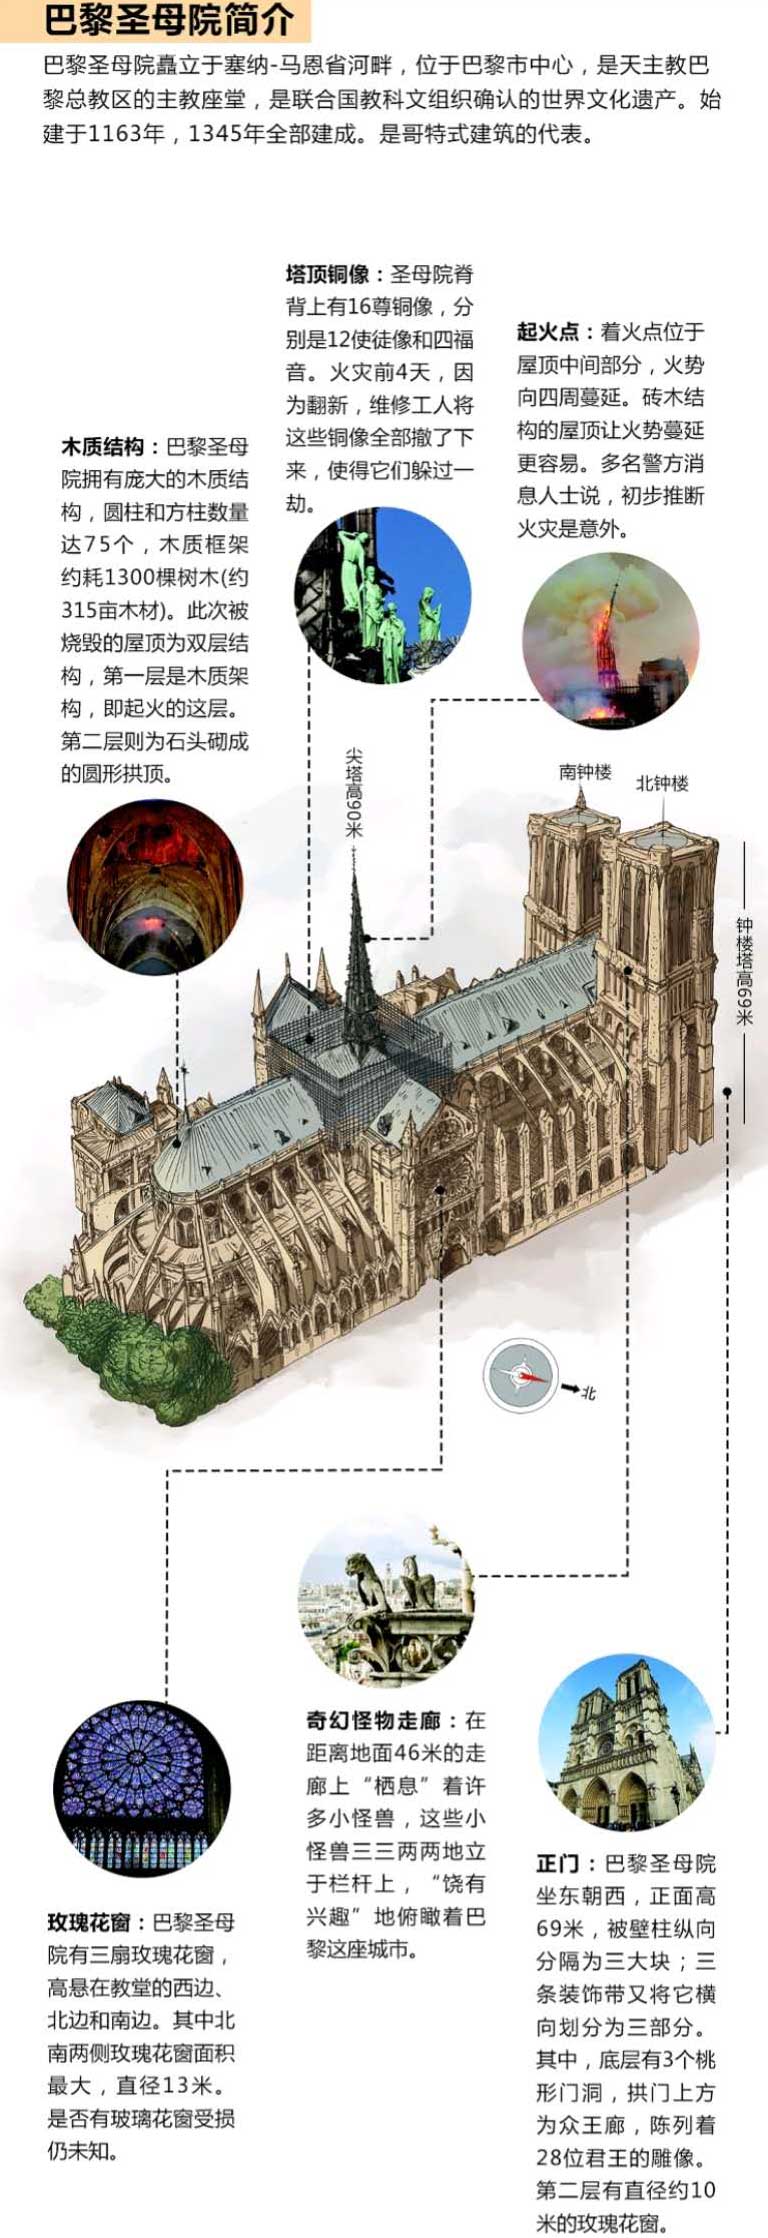 巴黎圣母院简介
巴黎圣母院矗立于塞纳-马恩省河畔，位于巴黎市中心，是天主教巴
黎总教区的主教座堂，是联合国教科文组织确认的世界文化遗产。始
建于1163年，1345年全部建成。是哥特式建筑的代表。
塔顶铜像：圣母院脊
背上有16尊铜像，分
别是12使徒像和四福
音。火灾前4天，因
为翻新，维修工人将
这些铜像全部撤了下
来，使得它们躲过一
劫。
起火点：着火点位于
屋顶中间部分，火势
向四周蔓延。砖木结
构的屋顶让火势蔓延
更容易。多名警方消
息人士说，初步推断
火灾是意外。
木质结构：巴黎圣母
院拥有庞大的木质结
构，圆柱和方柱数量
达75个，木质框架
约耗1300棵树木(约
315亩木材)。此次被
烧毁的屋顶为双层结
构，第一层是木质架
构，即起火的这层。
第二层则为石头砌成
的圆形拱顶。
尖塔高90米
南钟楼
北钟楼
钟楼塔高69米
北
奇幻怪物走廊：在
距离地面46米的走
廊上“栖息”着许
多小怪兽，这些小
怪兽三三两两地立
于栏杆上，“饶有
兴趣”地俯瞰着巴
黎这座城市。
正门：巴黎圣母院
坐东朝西，正面高
69米，被壁柱纵向
分隔为三大块；三
条装饰带又将它横
向划分为三部分。
其中，底层有3个桃
形门洞，拱门上方
为众王廊，陈列着
28位君王的雕像。
第二层有直径约10
米的玫瑰花窗。
玫瑰花窗：巴黎圣母
院有三扇玫瑰花窗，
高悬在教堂的西边、
北边和南边。其中北
南两侧玫瑰花窗面积
最大，直径13米。
是否有玻璃花窗受损
仍未知。